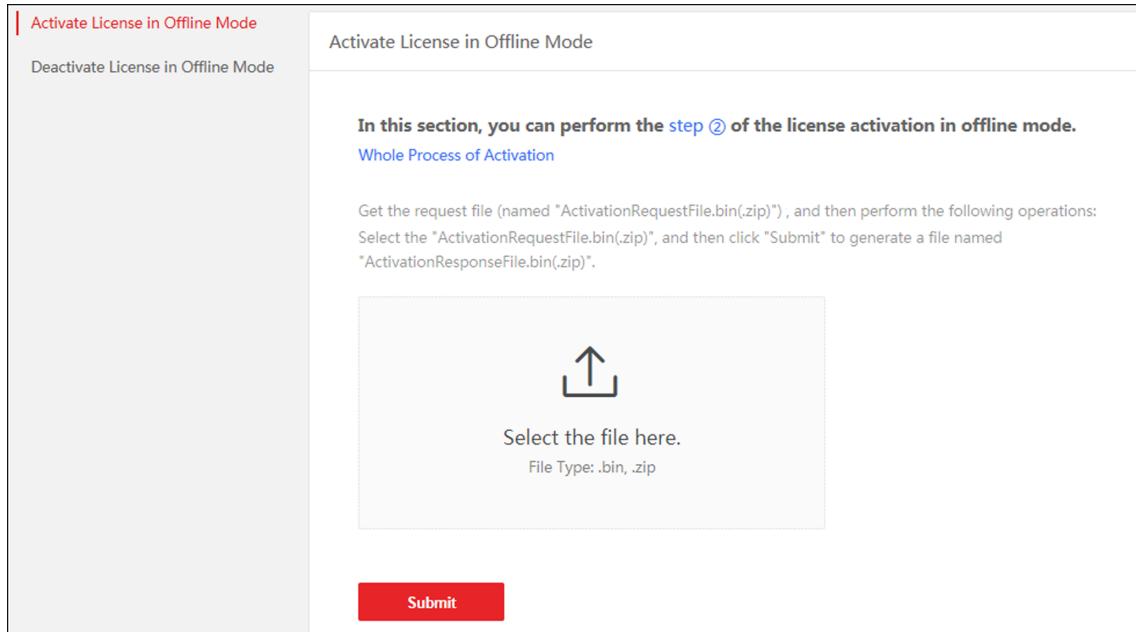 Activate License in Offline Mode
Deactivate License in Offline Mode
Activate License in Offline Mode
In this section, you can perform the step ② of the license activation in offline mode.
Whole Process of Activation
Get the request file (named "ActivationRequestFile.bin(.zip)") , and then perform the following operations:
Select the "ActivationRequestFile.bin(.zip)", and then click "Submit" to generate a file named
"ActivationResponseFile.bin(.zip)".
Select the file here.
File Type: .bin, .zip
Submit